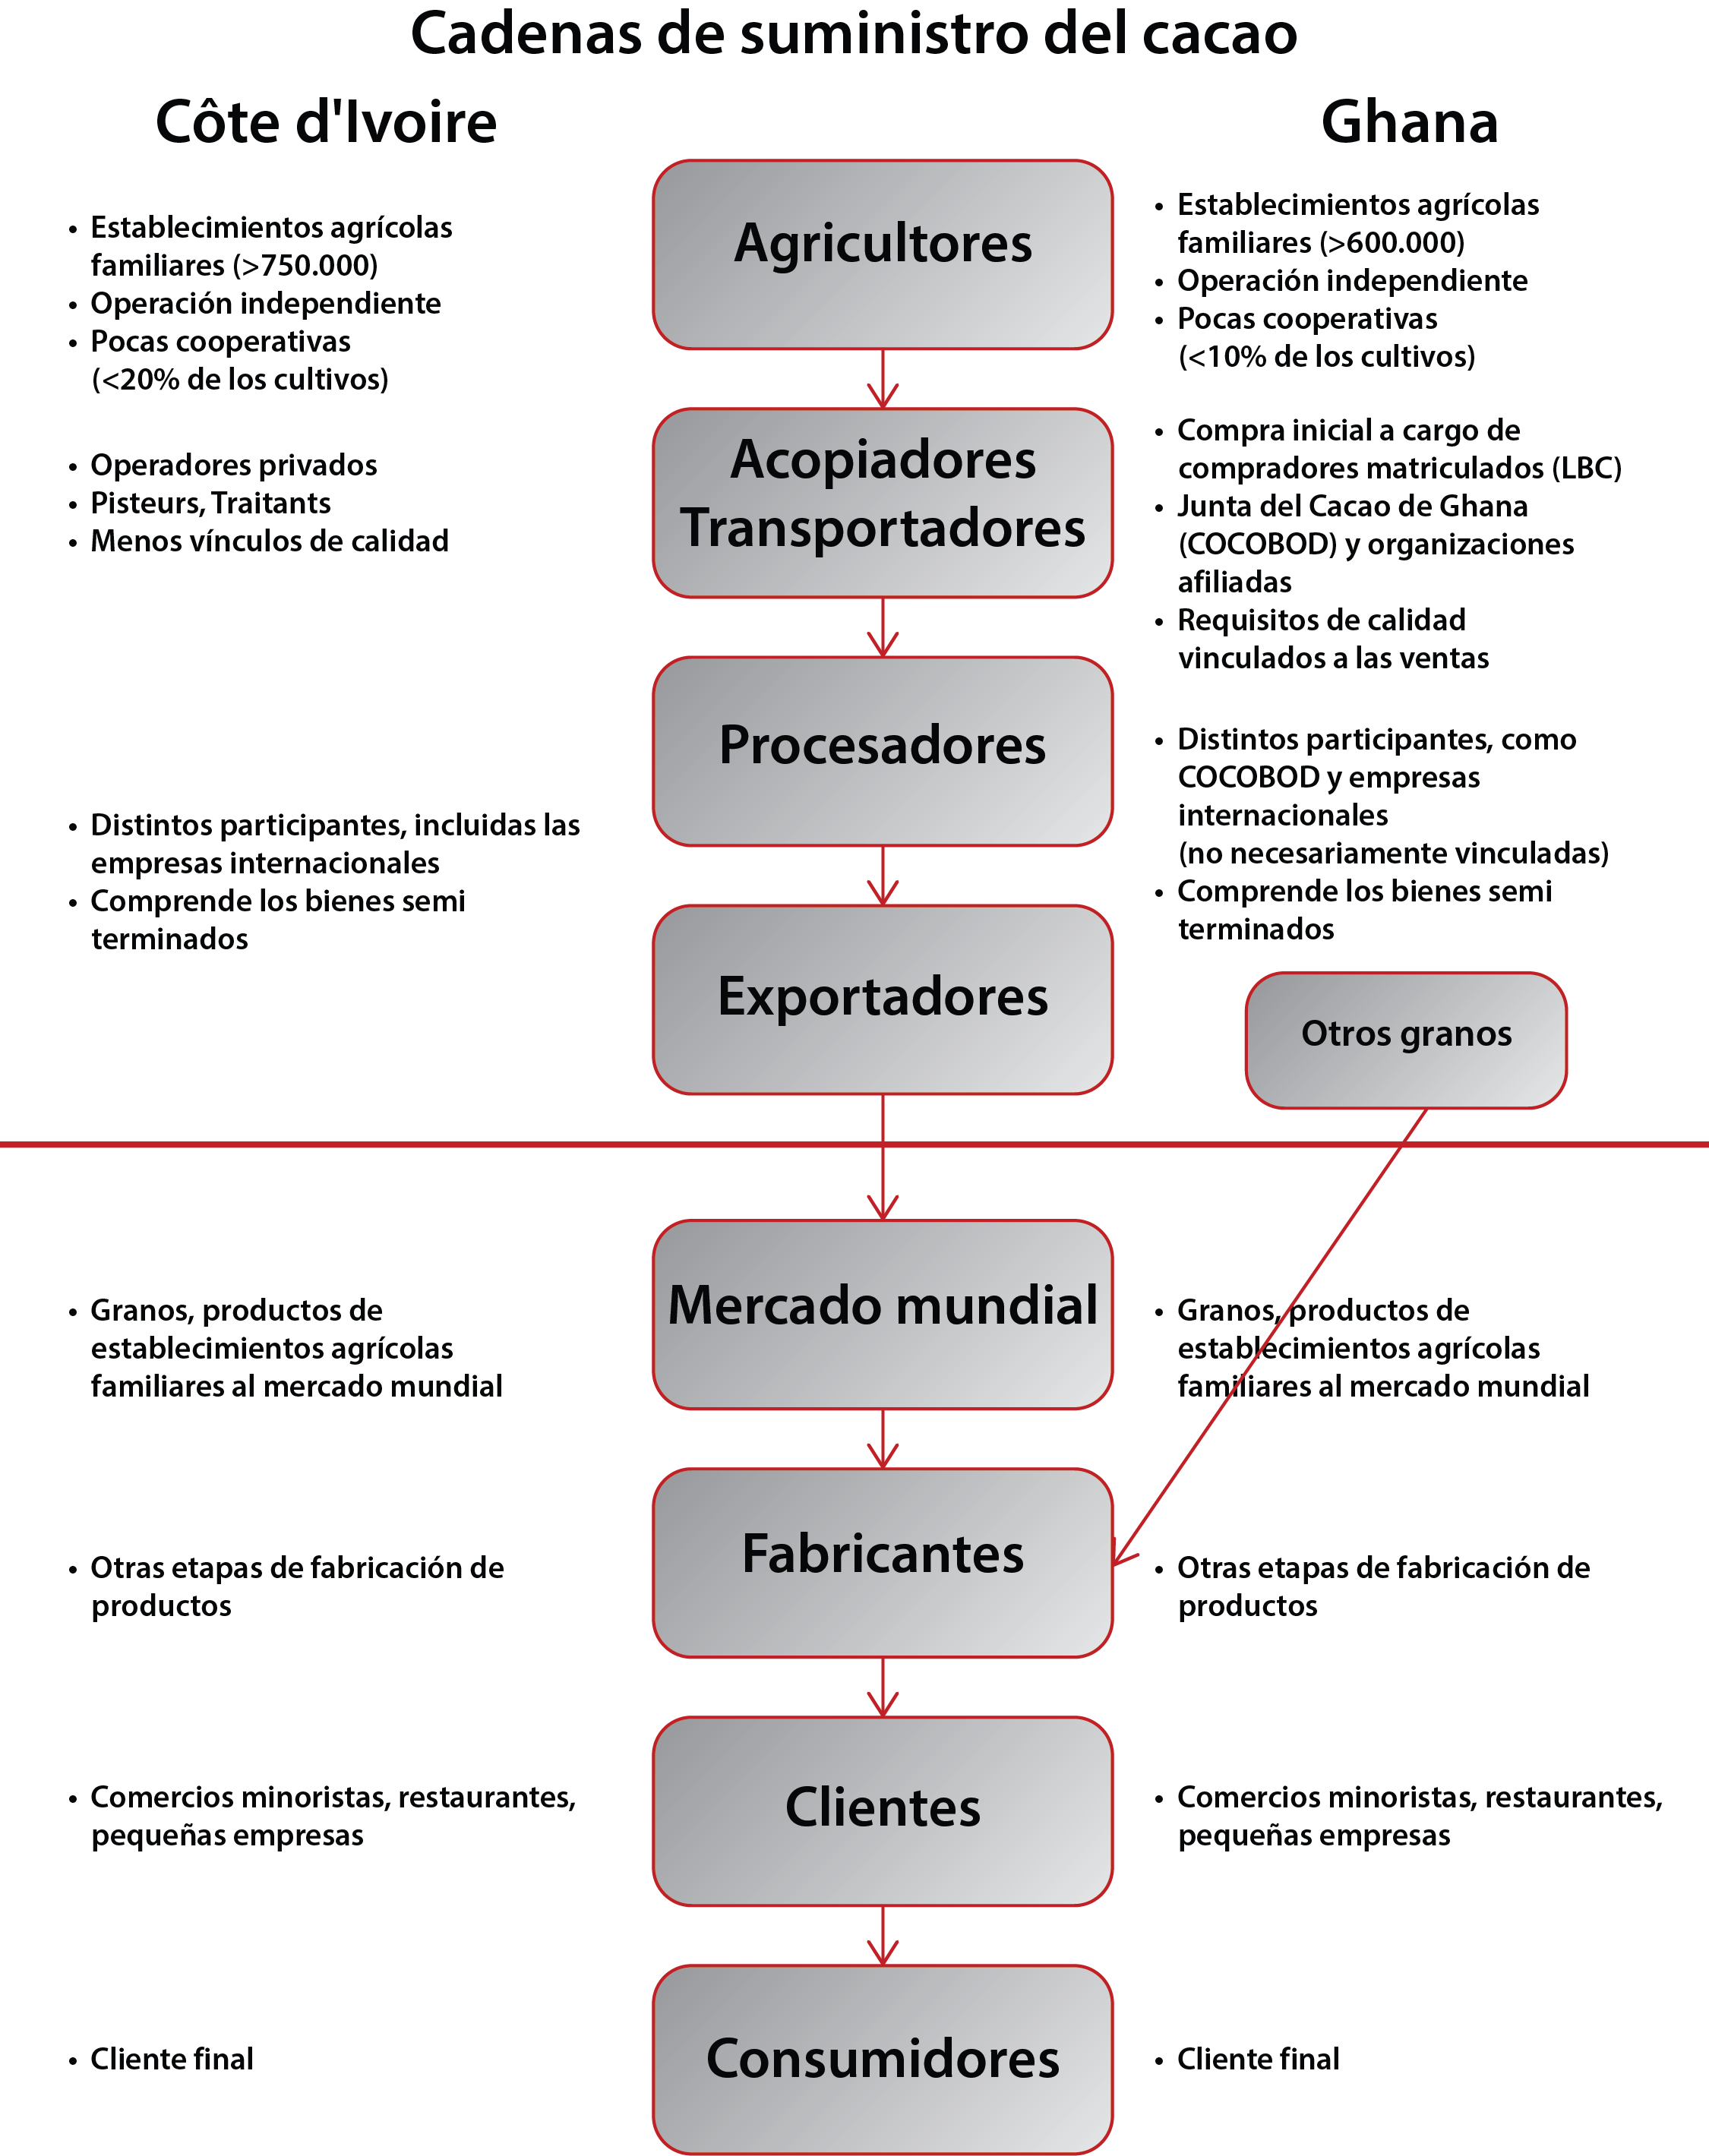 Cadenas de suministro del cacao
Côte d'Ivoire
Ghana
Agricultores
• Establecimientos agrícolas
familiares (>750.000)
• Operación independiente
• Pocas cooperativas
(<20% de los cultivos)
• Establecimientos agrícolas
familiares (>600.000)
• Operación independiente
• Pocas cooperativas
(<10% de los cultivos)
Acopiadores
Transportadores
• Operadores privados
• Pisteurs, Traitants
• Menos vínculos de calidad
• Compra inicial a cargo de
compradores matriculados (LBC)
• Junta del Cacao de Ghana
(COCOBOD) y organizaciones
afiliadas
• Requisitos de calidad
vinculados a las ventas
Procesadores
• Distintos participantes, incluidas las
empresas internacionales
• Comprende los bienes semi
terminados
• Distintos participantes, como
COCOBOD y empresas
internacionales
(no necesariamente vinculadas)
• Comprende los bienes semi
terminados
Exportadores
Otros granos
Mercado mundial
• Granos, productos de
establecimientos agrícolas
familiares al mercado mundial
• Granos, productos de
establecimientos agrícolas
familiares al mercado mundial
Fabricantes
• Otras etapas de fabricación de
productos
• Otras etapas de fabricación de
productos
Clientes
• Comercios minoristas, restaurantes,
pequeñas empresas
• Comercios minoristas, restaurantes,
pequeñas empresas
Consumidores
• Cliente final
• Cliente final